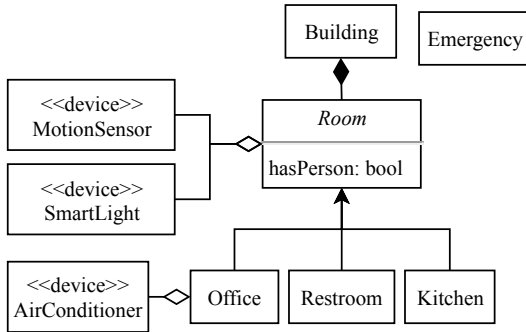 Building
Emergency
<<device>>
MotionSensor
Room
hasPerson: bool
<<device>>
SmartLight
<<device>>
AirConditioner
Office
Restroom
Kitchen